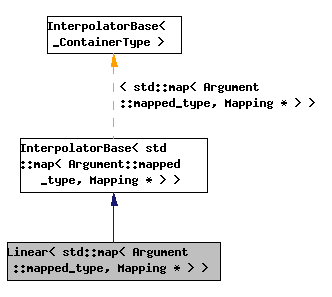 InterpolatorBase<
_ContainerType >
< std::map< Argument
::mapped_type, Mapping * > >
InterpolatorBase< std
::map< Argument::mapped
_type, Mapping * > >
Linear< std::map< Argument
::mapped_type, Mapping * > >